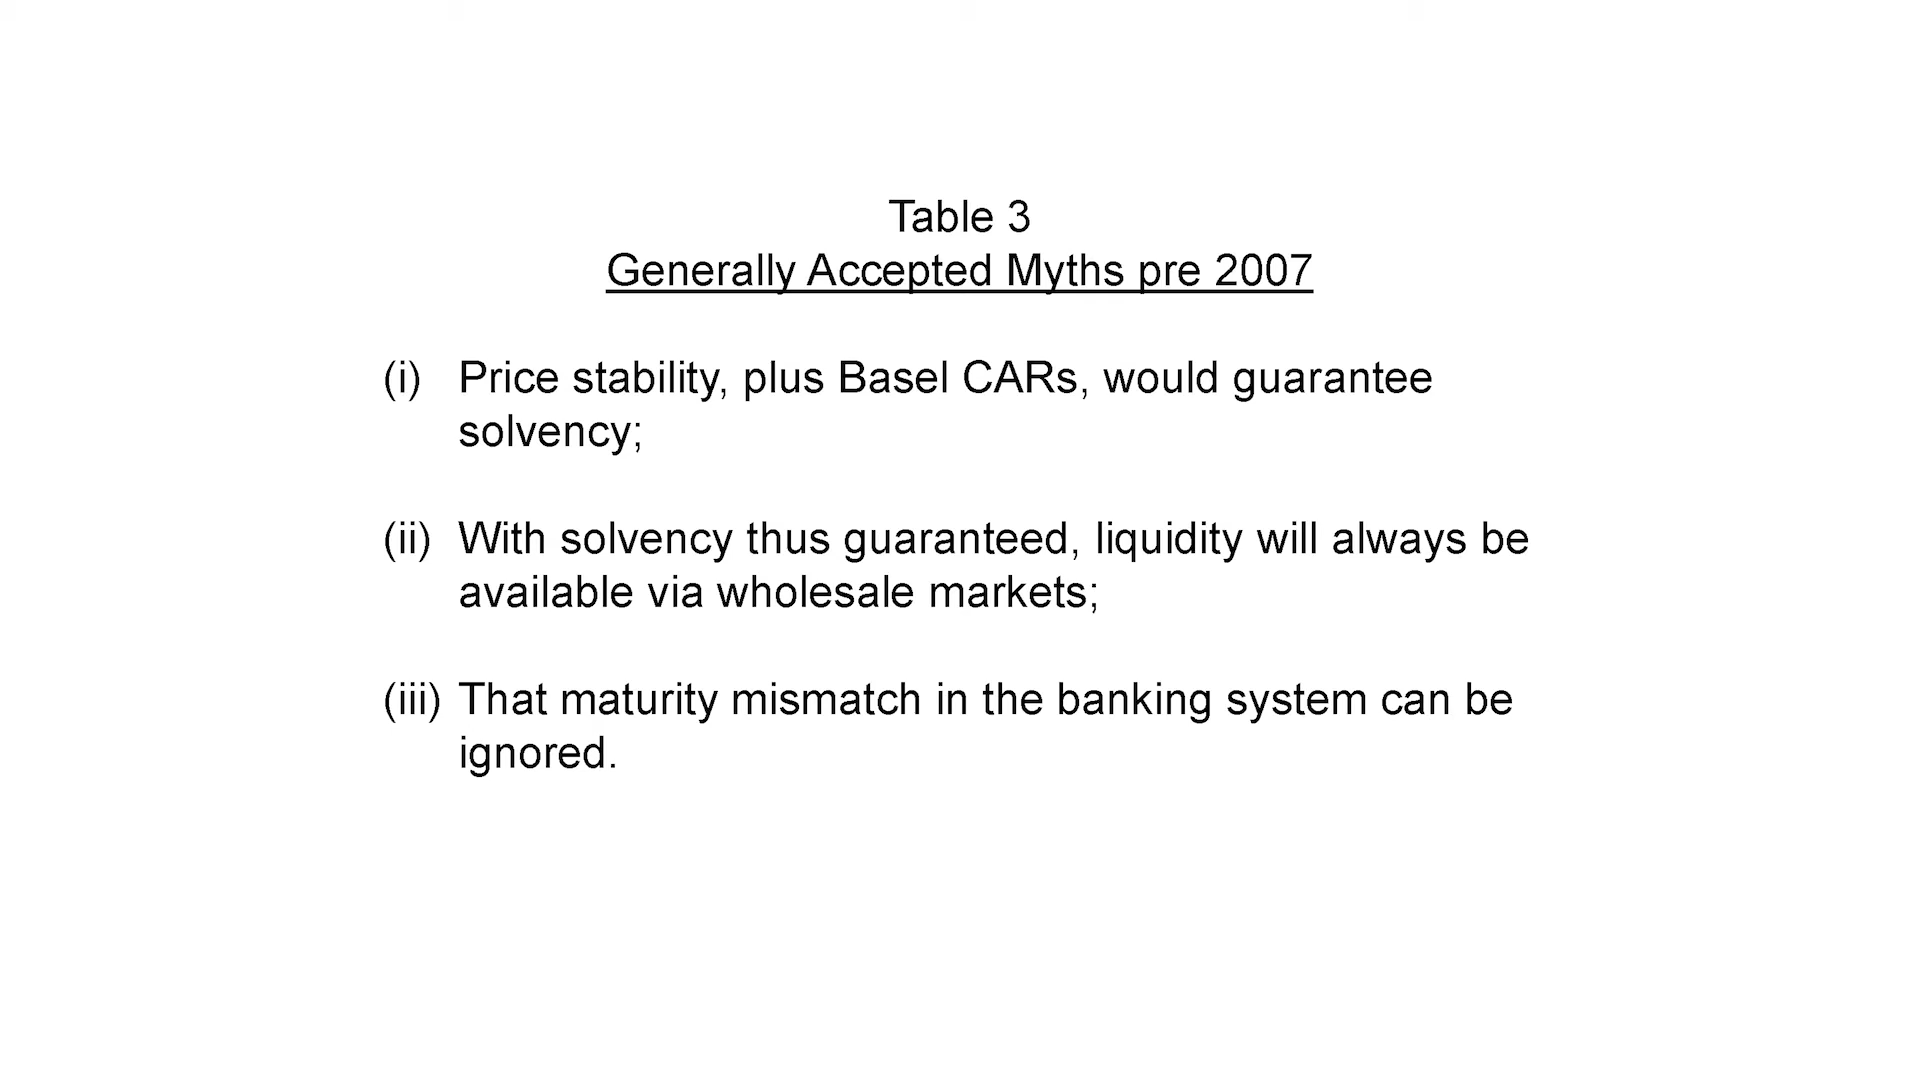 Table 3
Generally Accepted Myths pre 2007
(i) Price stability, plus Basel CARs, would guarantee
solvency;
(ii) With solvency thus guaranteed, liquidity will always be
available via wholesale markets;
(iii) That maturity mismatch in the banking system can be
ignored.